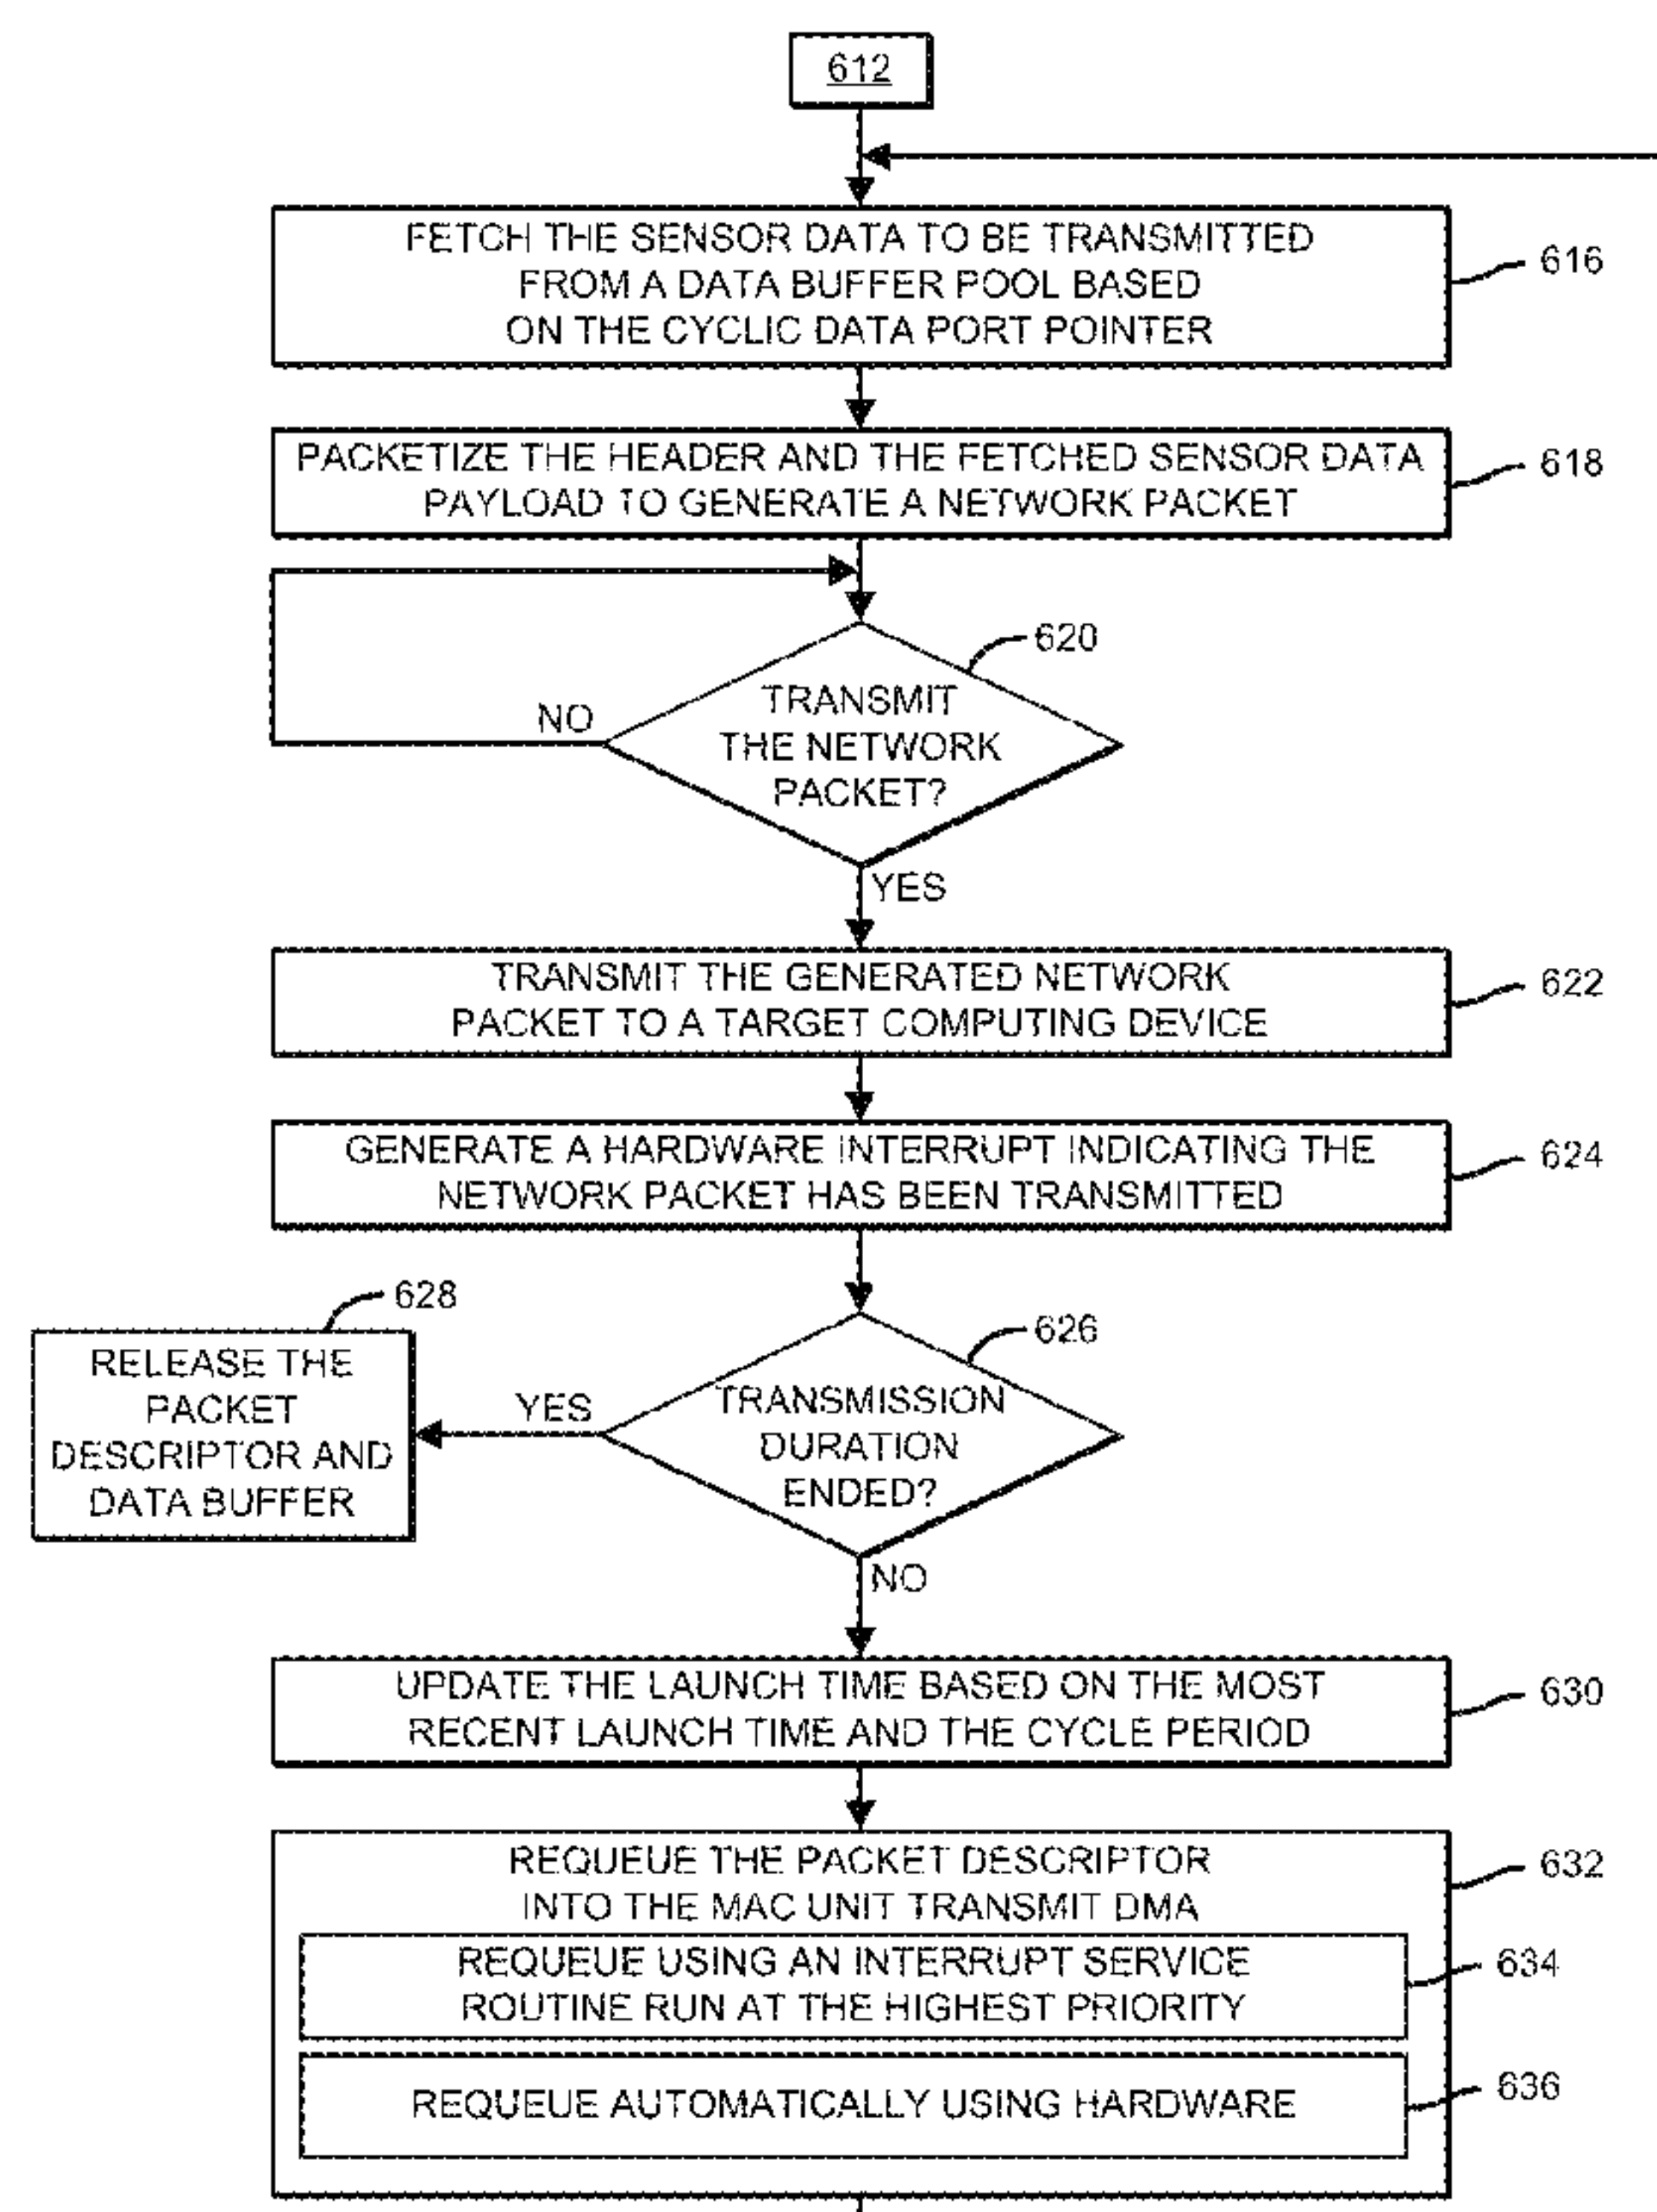 612
FETCH THE SENSOR DATA TO BE TRANSMITTED
FROM A DATA BUFFER POOL BASED
ON THE CYCLIC DATA PORT POINTER
616
PACKETIZE THE HEADER AND THE FETCHED SENSOR DATA
PAYLOAD TO GENERATE A NETWORK PACKET
618
620
TRANSMIT
THE NETWORK
PACKET?
NO
YES
TRANSMIT THE GENERATED NETWORK
PACKET TO A TARGET COMPUTING DEVICE
622
GENERATE A HARDWARE INTERRUPT INDICATING THE
NETWORK PACKET HAS BEEN TRANSMITTED
624
628
RELEASE THE
PACKET
DESCRIPTOR AND
DATA BUFFER
YES
626
TRANSMISSION
DURATION
ENDED?
NO
UPDATE THE LAUNCH TIME BASED ON THE MOST
RECENT LAUNCH TIME AND THE CYCLE PERIOD
630
REQUEUE THE PACKET DESCRIPTOR
INTO THE MAC UNIT TRANSMIT DMA
632
REQUEUE USING AN INTERRUPT SERVICE
ROUTINE RUN AT THE HIGHEST PRIORITY
634
REQUEUE AUTOMATICALLY USING HARDWARE
636